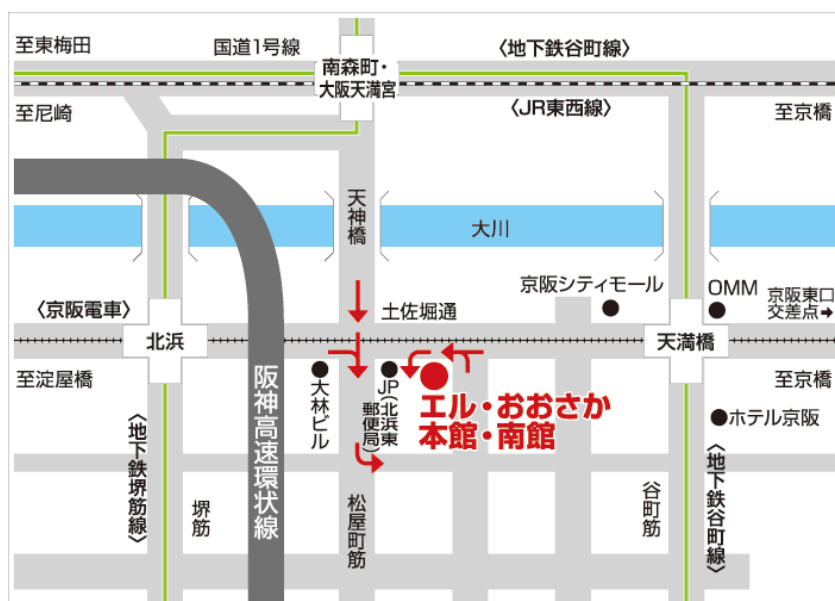 至東梅田
国道1号線
〈地下鉄谷町線〉
南森町・
大阪天満宮
至尼崎
〈JR東西線〉
至京橋
天神橋
大川
京阪シティモール
OMM
京阪東口
交差点➡
〈京阪電車〉
土佐堀通
北浜
天満橋
至淀屋橋
大林ビル
JP(北浜東
郵便局)
エル・おおさか
本館・南館
至京橋
ホテル京阪
阪神高速環状線
〈地下鉄堺筋線〉
堺筋
松屋町筋
谷町筋
〈地下鉄谷町線〉